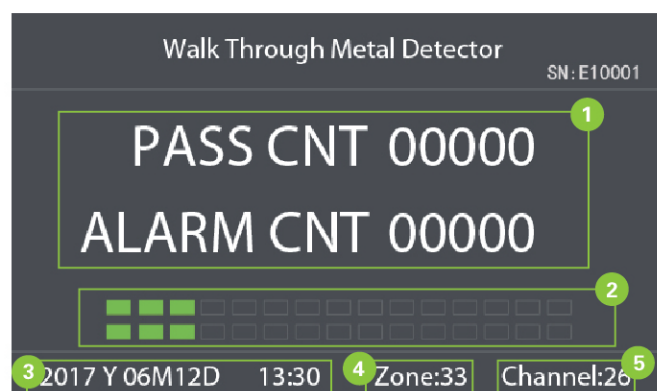 Walk Through Metal Detector
SN:E10001
1
PASS CNT 00000
ALARM CNT 00000
2
3 2017 Y 06M12D 13:30 4 Zone:33 Channel:26 5